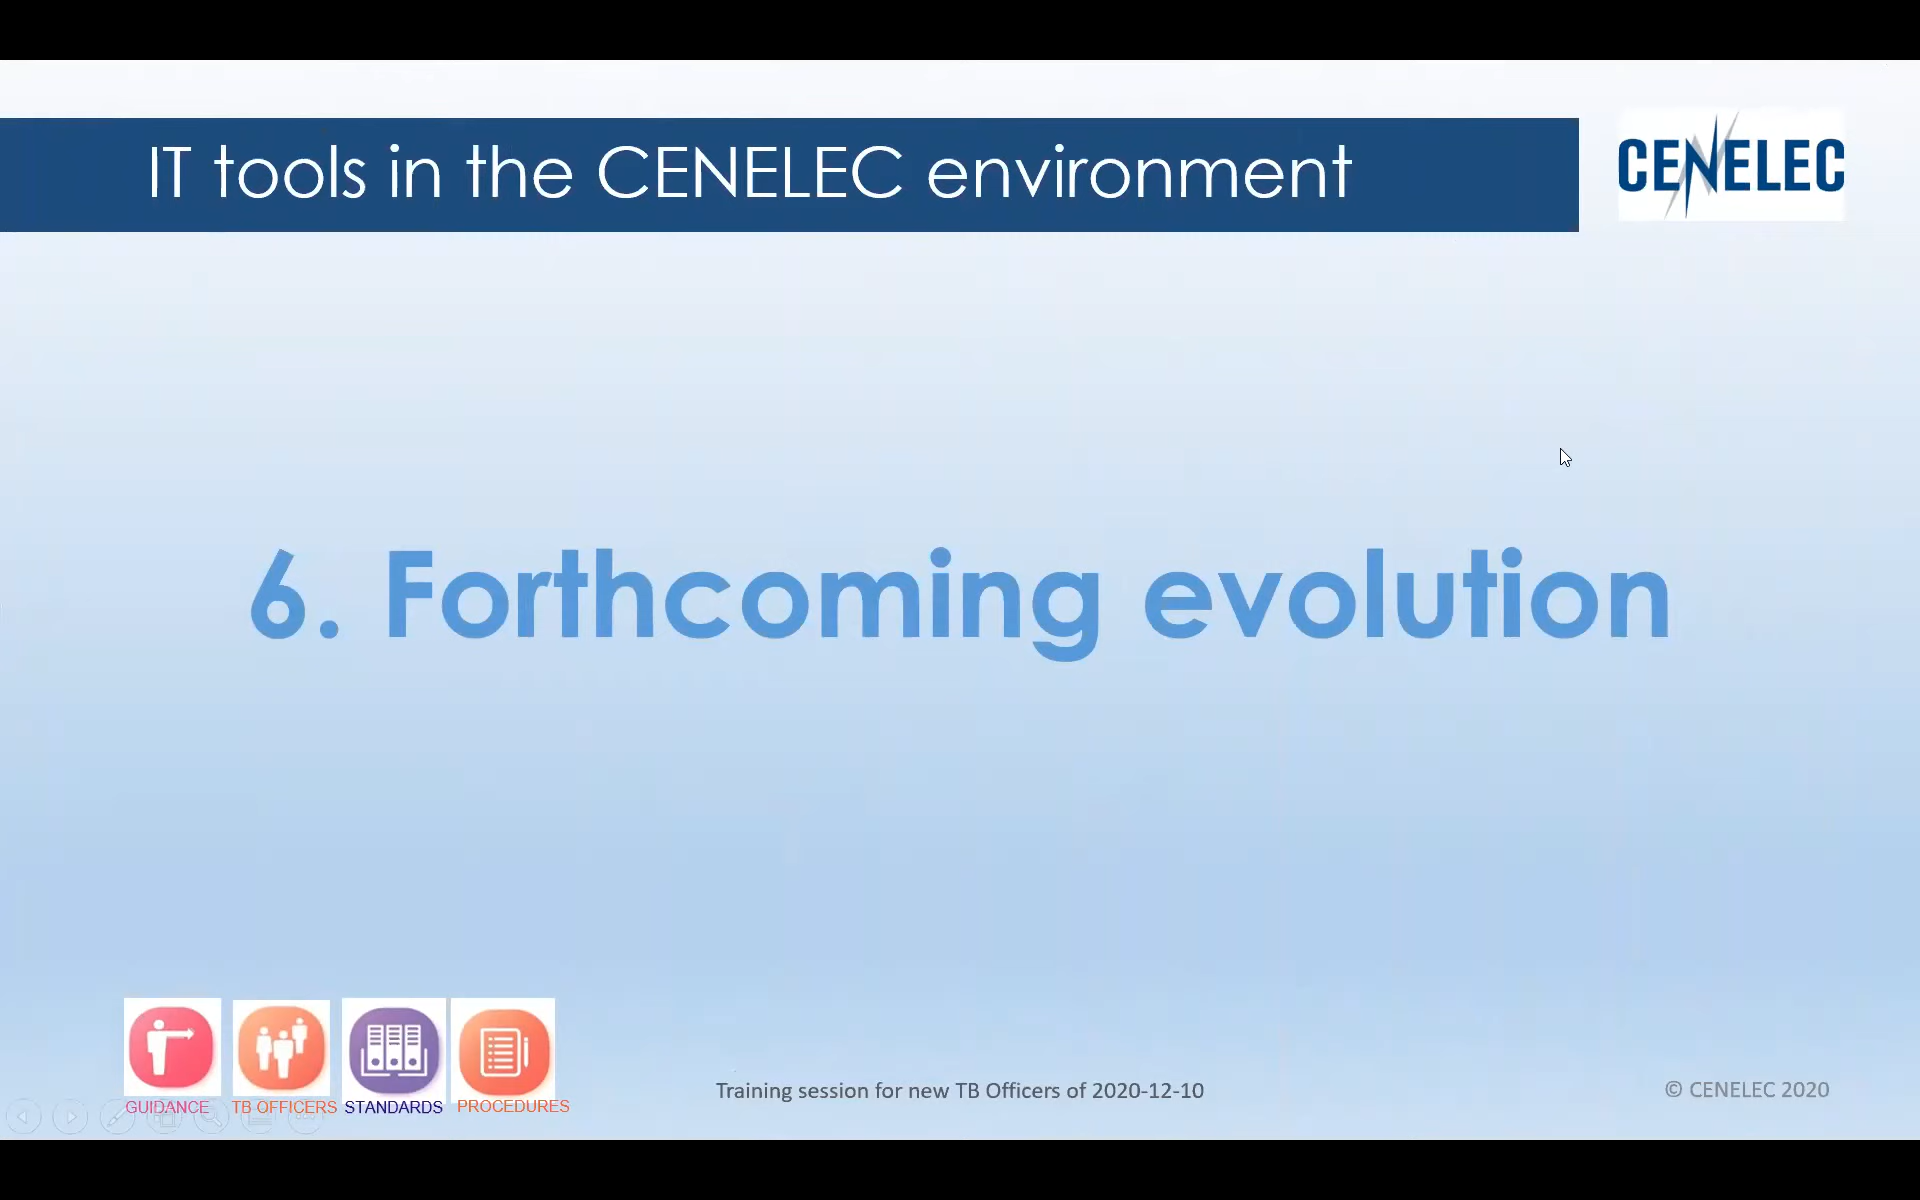 IT tools in the CENELEC environment
CENELEC
6. Forthcoming evolution
GUIDANCE
TB OFFICERS
STANDARDS
PROCEDURES
Training session for new TB Officers of 2020-12-10
© CENELEC 2020